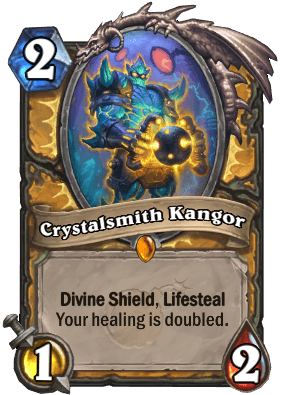 2
Crystalsmith Kangor
Divine Shield, Lifesteal
Your healing is doubled.
1
2